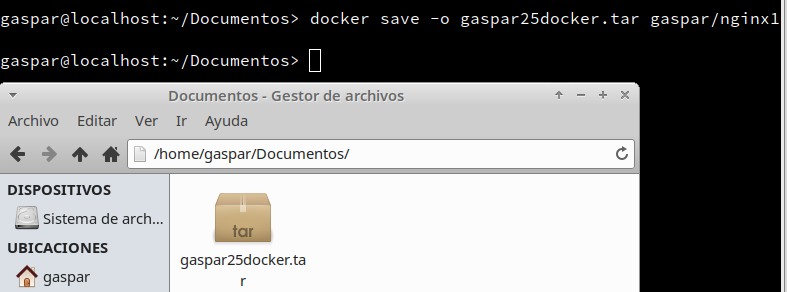 gaspar@localhost:~/Documentos> docker save -o gaspar25docker.tar gaspar/nginx1
gaspar@localhost:~/Documentos>
Documentos - Gestor de archivos
Archivo Editar Ver Ir Ayuda
/home/gaspar/Documentos/
DISPOSITIVOS
Sistema de arch...
UBICACIONES
gaspar
tar
gaspar25docker.ta
r